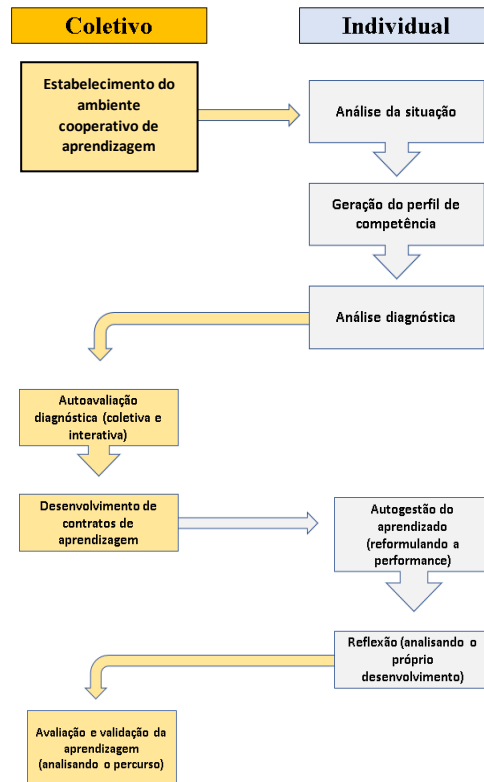 Coletivo
Individual
Estabelecimento do
ambiente
cooperativo de
aprendizagem
Análise da situação
Geração do perfil de
competência
Análise diagnóstica
Autoavaliação
diagnóstica (coletiva e
interativa)
Desenvolvimento de
contratos de
aprendizagem
Autogestão do
aprendizado
(reformulando a
performance)
Reflexão (analisando o
próprio
desenvolvimento)
Avaliação e validação da
aprendizagem
(analisando o percurso)